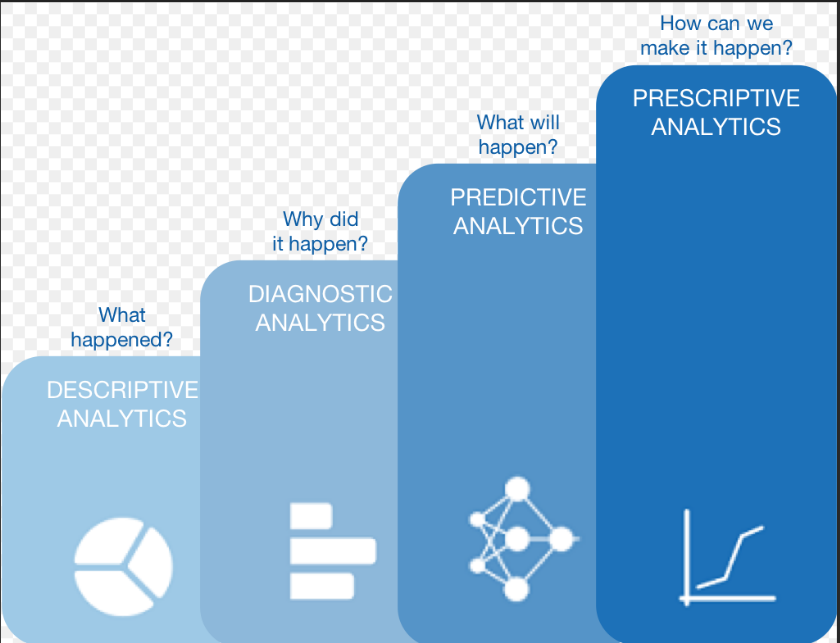 What
happened?
DESCRIPTIVE
ANALYTICS
Why did
it happen?
DIAGNOSTIC
ANALYTICS
What will
happen?
PREDICTIVE
ANALYTICS
How can we
make it happen?
PRESCRIPTIVE
ANALYTICS